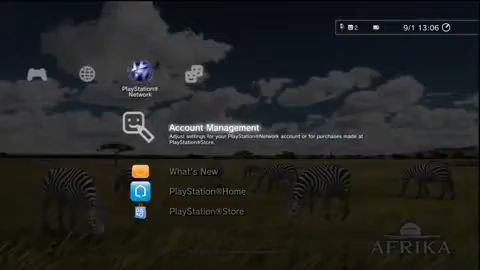 2
9/1 13:06
PlayStation®
Network
Account Management
Adjust settings for your PlayStation®Network account or for purchases made at
PlayStation®Store.
What's New
PlayStation®Home
PlayStation®Store
AFRIKA